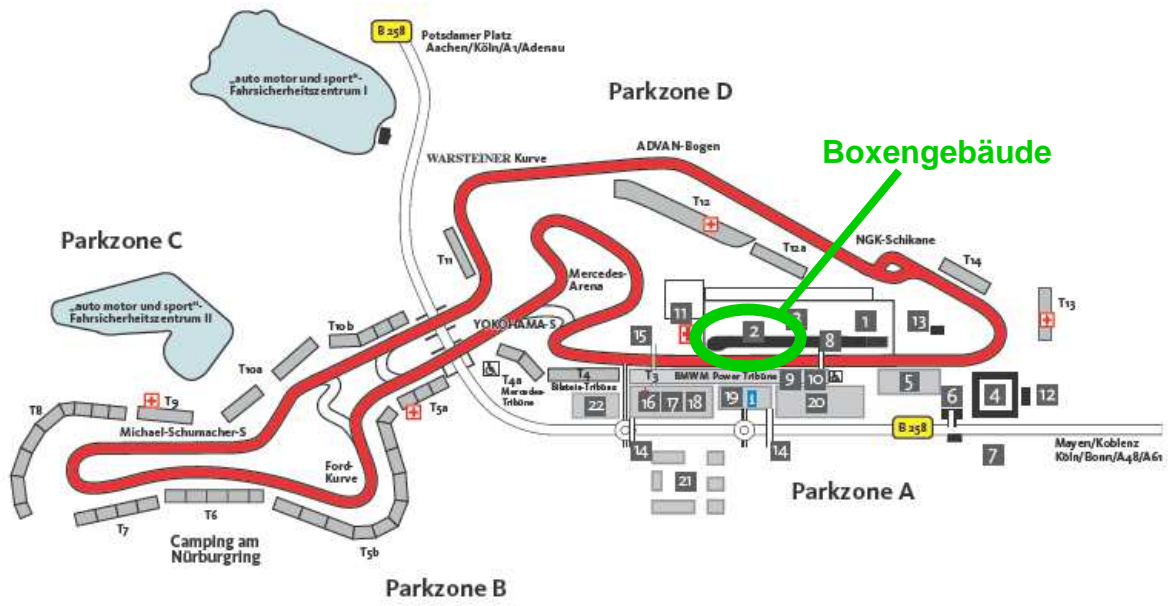 B 258
Potsdamer Platz
Aachen/Köln/A1/Adenau
„auto motor und sport“-
Fahrsicherheitszentrum I
Parkzone D
ADVAN-Bogen
Boxengebäude
WARSTEINER Kurve
T12
T12a
NGK-Schikane
T14
T13
Parkzone C
T11
Mercedes-
Arena
„auto motor und sport“-
Fahrsicherheitszentrum II
T10b
YOKOHAMA-S
11
2
1
13
15
8
T10a
T4a
Mercedes-
Tribüne
T4
Bilstein-Tribüne
T3
BMW M Power Tribüne
9
10
5
6
4
12
T8
T9
T5a
22
16
17
18
19
i
20
Michael-Schumacher-S
B 258
14
14
7
Mayen/Koblenz
Köln/Bonn/A48/A61
Ford-
Kurve
21
Parkzone A
T7
T6
T5b
Camping am
Nürburgring
Parkzone B